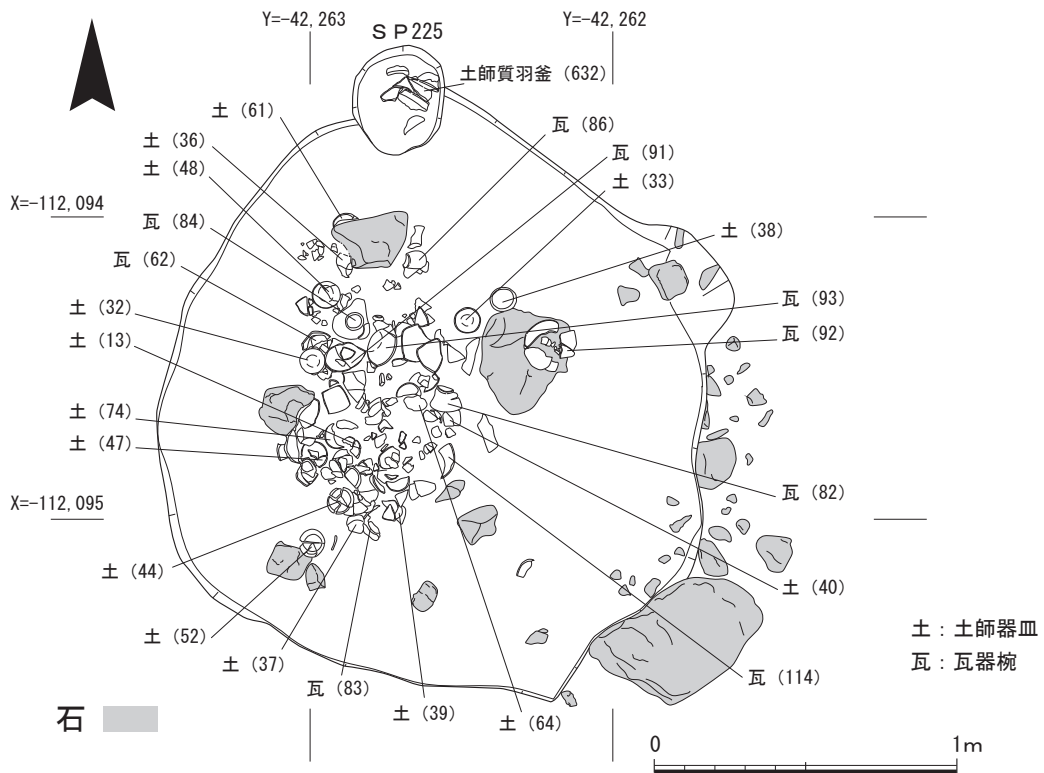 Y=-42,263
Y=-42,262
ＳＰ225
土師質羽釜（632）
土（61）
瓦（86）
土（36）
瓦（91）
土（48）
土（33）
X=-112,094
瓦（84）
土（38）
瓦（62）
瓦（93）
土（32）
瓦（92）
土（13）
土（74）
土（47）
瓦（82）
X=-112,095
土（44）
土（40）
土（52）
土：土師器皿
土（37）
瓦：瓦器椀
瓦（83）
瓦（114）
土（39）
土（64）
石
0
1m